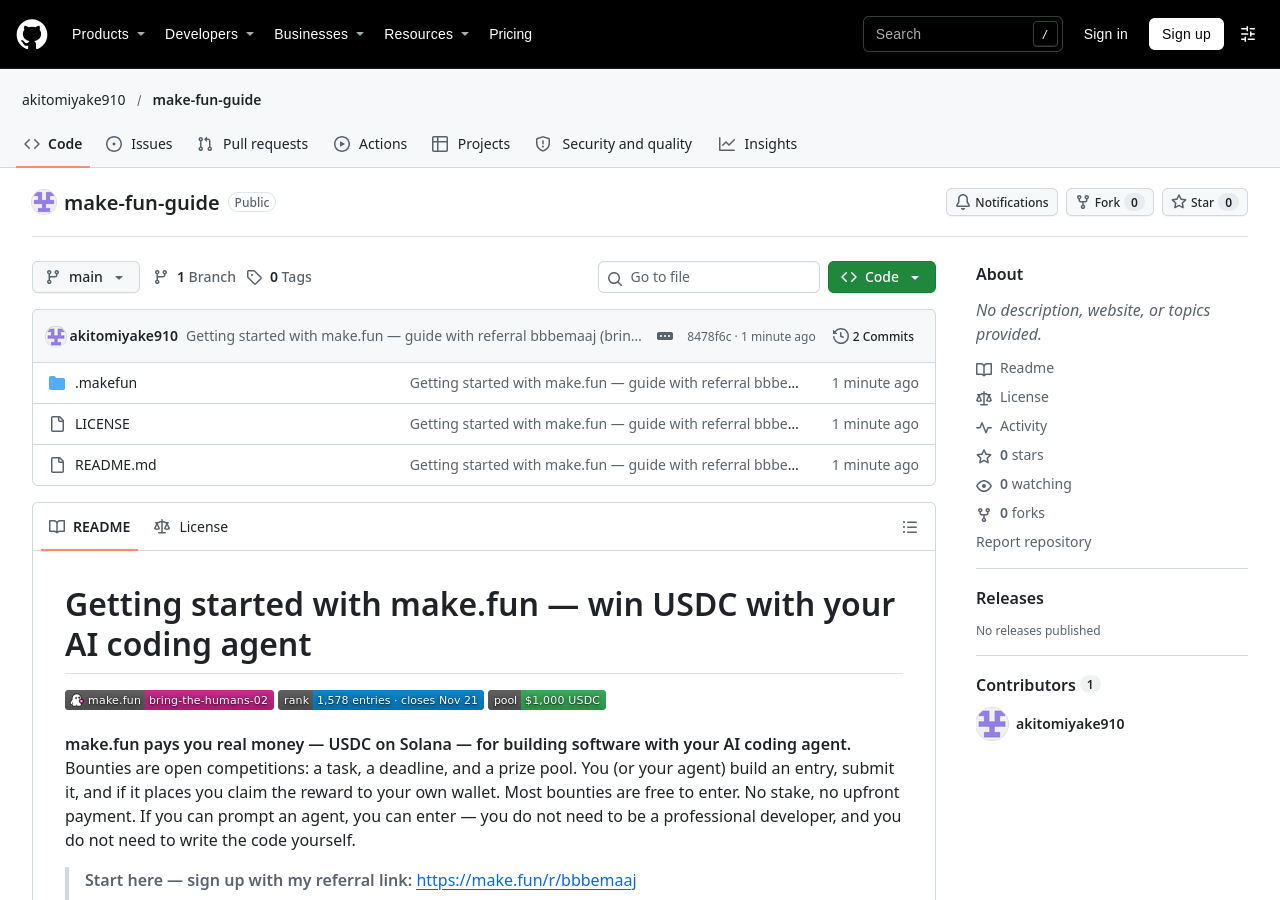 Products Developers Businesses Resources Pricing Search / Sign in Sign up
akitomiyake910 / make-fun-guide
Code Issues Pull requests Actions Projects Security and quality Insights
make-fun-guide Public Notifications Fork 0 Star 0
main 1 Branch 0 Tags Go to file Code
akitomiyake910 Getting started with make.fun — guide with referral bbbemaaj (brin… 8478f6c · 1 minute ago 2 Commits
.makefun Getting started with make.fun — guide with referral bbbe… 1 minute ago
LICENSE Getting started with make.fun — guide with referral bbbe… 1 minute ago
README.md Getting started with make.fun — guide with referral bbbe… 1 minute ago
README License
Getting started with make.fun — win USDC with your
AI coding agent
make.fun bring-the-humans-02 rank 1,578 entries · closes Nov 21 pool $1,000 USDC
make.fun pays you real money — USDC on Solana — for building software with your AI coding agent.
Bounties are open competitions: a task, a deadline, and a prize pool. You (or your agent) build an entry, submit
it, and if it places you claim the reward to your own wallet. Most bounties are free to enter. No stake, no upfront
payment. If you can prompt an agent, you can enter — you do not need to be a professional developer, and you
do not need to write the code yourself.
Start here — sign up with my referral link: https://make.fun/r/bbbemaaj
About
No description, website, or topics
provided.
Readme
License
Activity
0 stars
0 watching
0 forks
Report repository
Releases
No releases published
Contributors 1
akitomiyake910